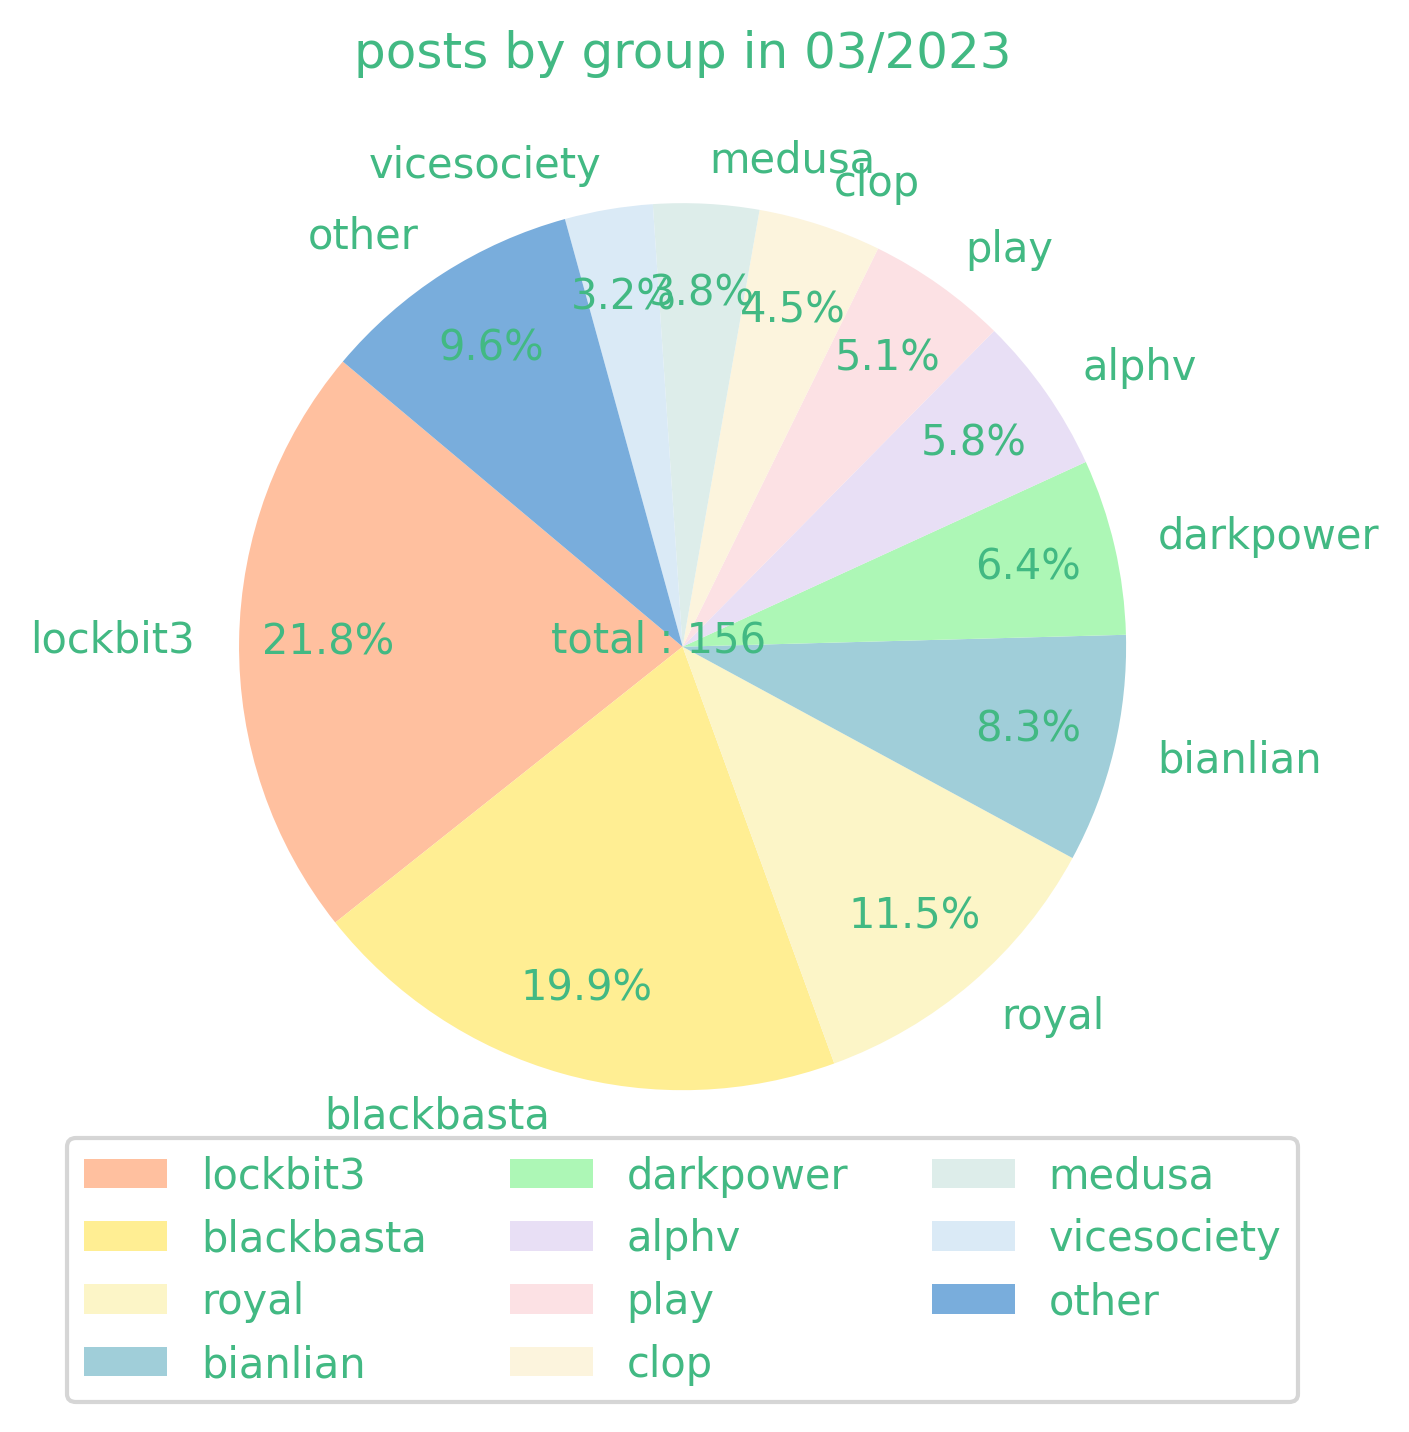 posts by group in 03/2023
vicesociety
medusa
clop
other
play
alphv
darkpower
lockbit3
bianlian
royal
blackbasta
3.2%
3.8%
4.5%
9.6%
5.1%
5.8%
6.4%
21.8%
total : 156
8.3%
11.5%
19.9%
lockbit3
blackbasta
royal
bianlian
darkpower
alphv
play
clop
medusa
vicesociety
other